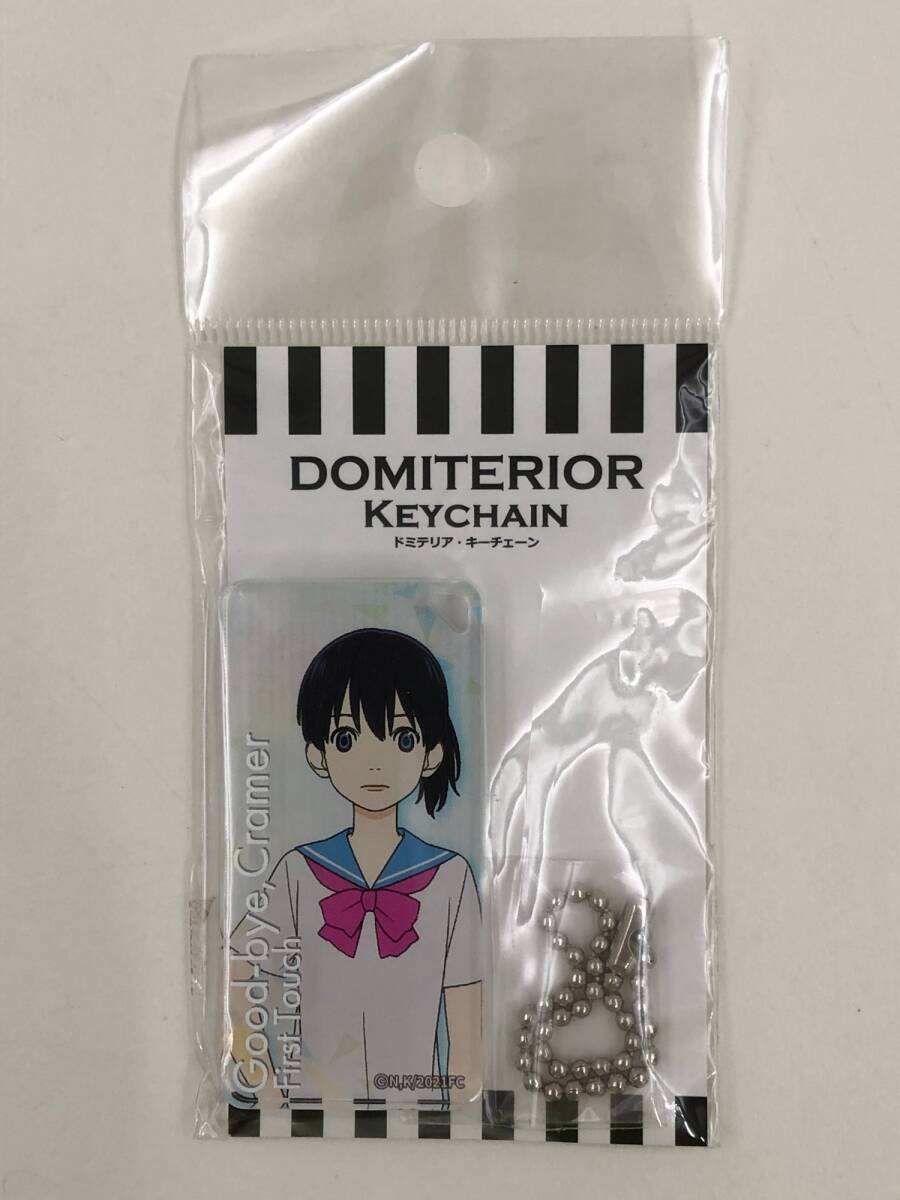 DOMITERIOR
KEYCHAIN
ドミテリア・キーチェーン
Good-bye, Cramer
First Touch
©N,K/2021FC